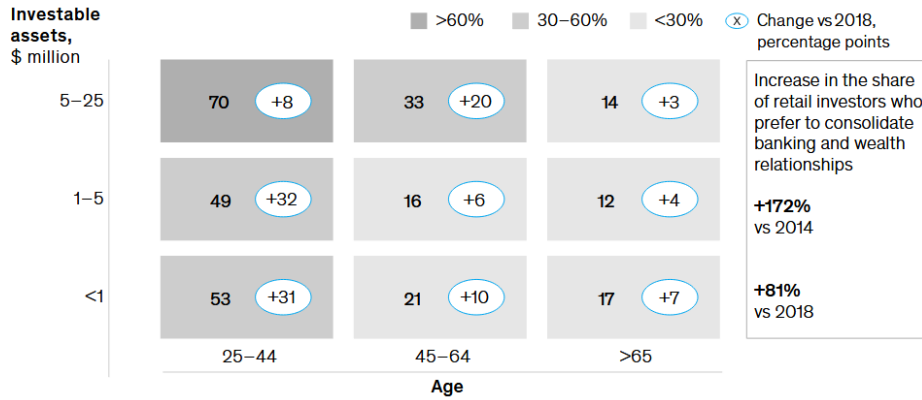 Investable
assets,
$ million
>60%
30–60%
<30%
X
Change vs 2018,
percentage points
5–25
70
+8
33
+20
14
+3
1–5
49
+32
16
+6
12
+4
<1
53
+31
21
+10
17
+7
25–44
45–64
>65
Age
Increase in the share
of retail investors who
prefer to consolidate
banking and wealth
relationships
+172%
vs 2014
+81%
vs 2018